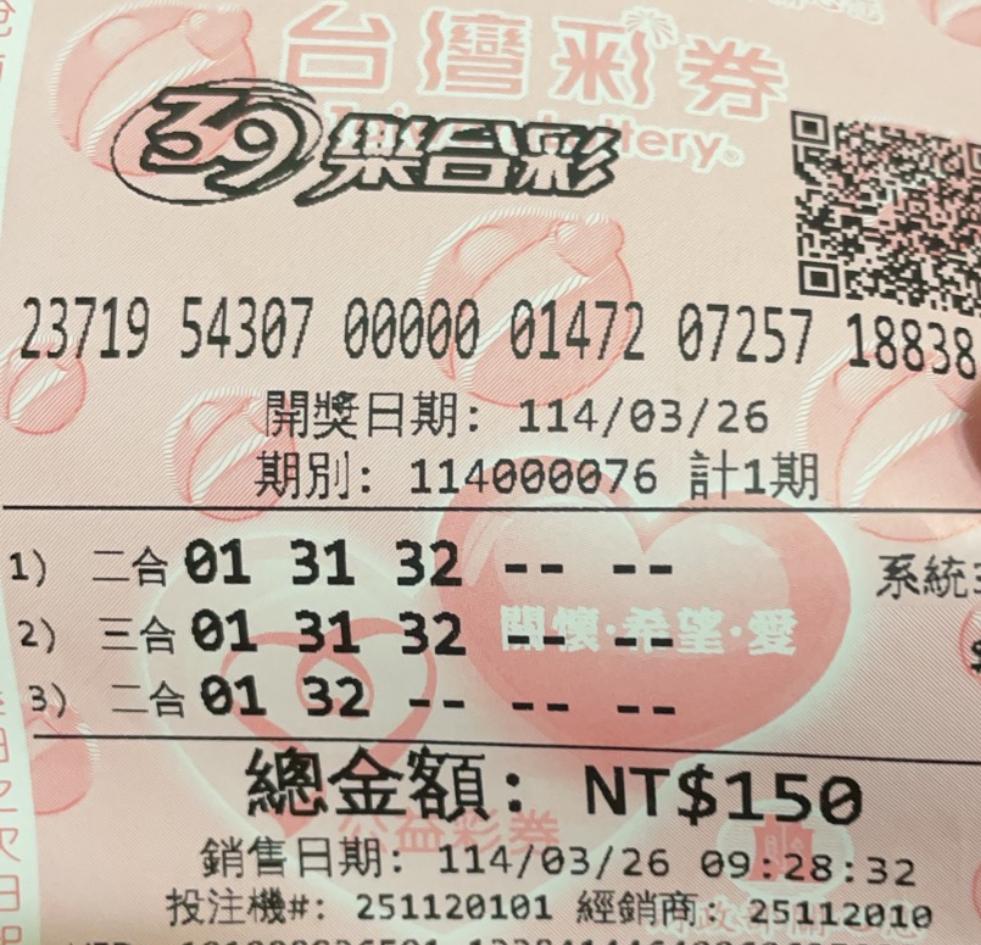 台灣彩券
Taiwan Lottery
39樂合彩
23719 54307 00000 01472 07257 18838
開獎日期: 114/03/26
期別: 114000076 計1期
1) 二合 01 31 32 -- -- 系統3
2) 三合 01 31 32 -- -- $
3) 二合 01 32 -- -- --
關懷·希望·愛
總金額: NT$150
公益彩券
銷售日期: 114/03/26 09:28:32
投注機#: 251120101 經銷商: 25112010